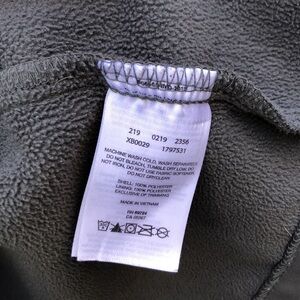 219 0219 2356
XB0029 1797531
MACHINE WASH COLD, WASH SEPARATELY
DO NOT BLEACH, TUMBLE DRY LOW, DO
NOT IRON, DO NOT USE FABRIC SOFTENER,
DO NOT DRYCLEAN
SHELL: 100% POLYESTER
LINING: 100% POLYESTER
EXCLUSIVE OF TRIMMING
MADE IN VIETNAM